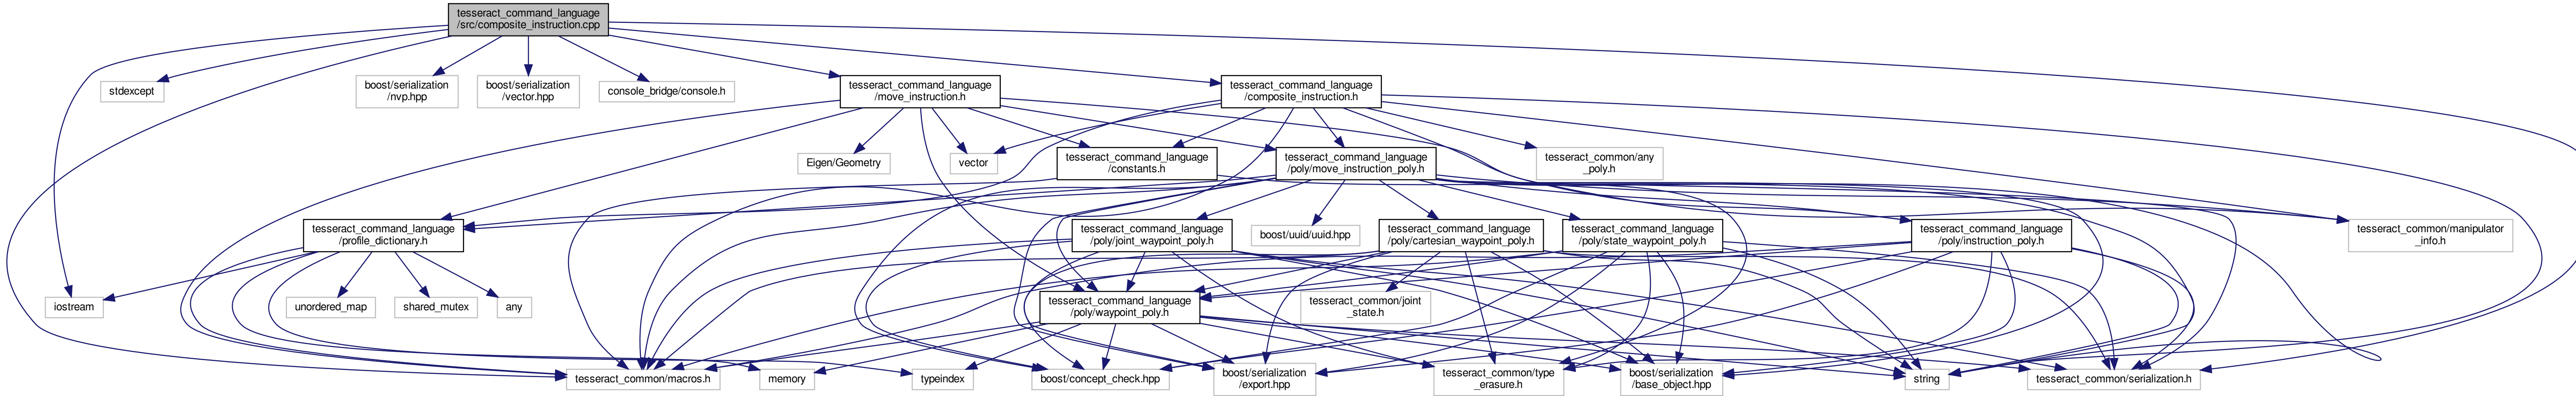 tesseract_command_language
/src/composite_instruction.cpp
stdexcept
boost/serialization
/nvp.hpp
boost/serialization
/vector.hpp
console_bridge/console.h
tesseract_command_language
/move_instruction.h
tesseract_command_language
/composite_instruction.h
Eigen/Geometry
vector
tesseract_command_language
/constants.h
tesseract_command_language
/poly/move_instruction_poly.h
tesseract_common/any
_poly.h
tesseract_command_language
/profile_dictionary.h
tesseract_command_language
/poly/joint_waypoint_poly.h
boost/uuid/uuid.hpp
tesseract_command_language
/poly/cartesian_waypoint_poly.h
tesseract_command_language
/poly/state_waypoint_poly.h
tesseract_command_language
/poly/instruction_poly.h
tesseract_common/manipulator
_info.h
iostream
unordered_map
shared_mutex
any
tesseract_command_language
/poly/waypoint_poly.h
tesseract_common/joint
_state.h
tesseract_common/macros.h
memory
typeindex
boost/concept_check.hpp
boost/serialization
/export.hpp
tesseract_common/type
_erasure.h
boost/serialization
/base_object.hpp
string
tesseract_common/serialization.h